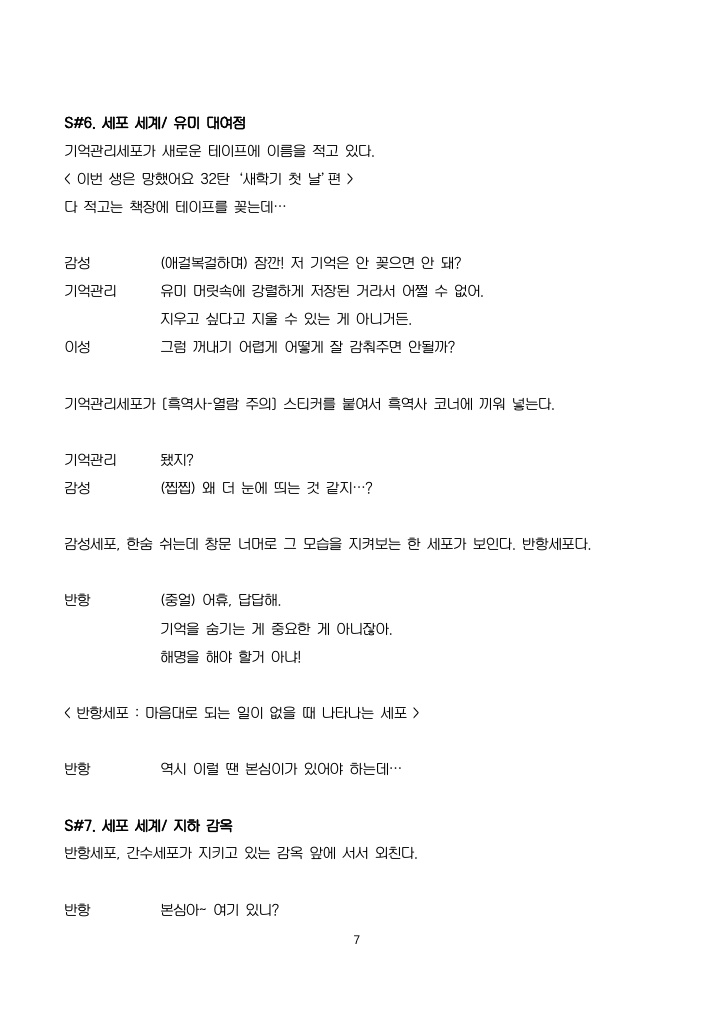 S#6. 세포 세계/ 유미 대여점
기억관리세포가 새로운 테이프에 이름을 적고 있다.
< 이번 생은 망했어요 32탄 ‘새학기 첫 날’편 >
다 적고는 책장에 테이프를 꽂는데…
감성 (애걸복걸하며) 잠깐! 저 기억은 안 꽂으면 안 돼?
기억관리 유미 머릿속에 강렬하게 저장된 거라서 어쩔 수 없어.
지우고 싶다고 지울 수 있는 게 아니거든.
이성 그럼 꺼내기 어렵게 어떻게 잘 감춰주면 안될까?
기억관리세포가 [흑역사-열람 주의] 스티커를 붙여서 흑역사 코너에 끼워 넣는다.
기억관리 됐지?
감성 (찝찝) 왜 더 눈에 띄는 것 같지…?
감성세포, 한숨 쉬는데 창문 너머로 그 모습을 지켜보는 한 세포가 보인다. 반항세포다.
반항 (중얼) 어휴, 답답해.
기억을 숨기는 게 중요한 게 아니잖아.
해명을 해야 할거 아냐!
< 반항세포 : 마음대로 되는 일이 없을 때 나타나는 세포 >
반항 역시 이럴 땐 본심이가 있어야 하는데…
S#7. 세포 세계/ 지하 감옥
반항세포, 간수세포가 지키고 있는 감옥 앞에 서서 외친다.
반항 본심아~ 여기 있니?
7